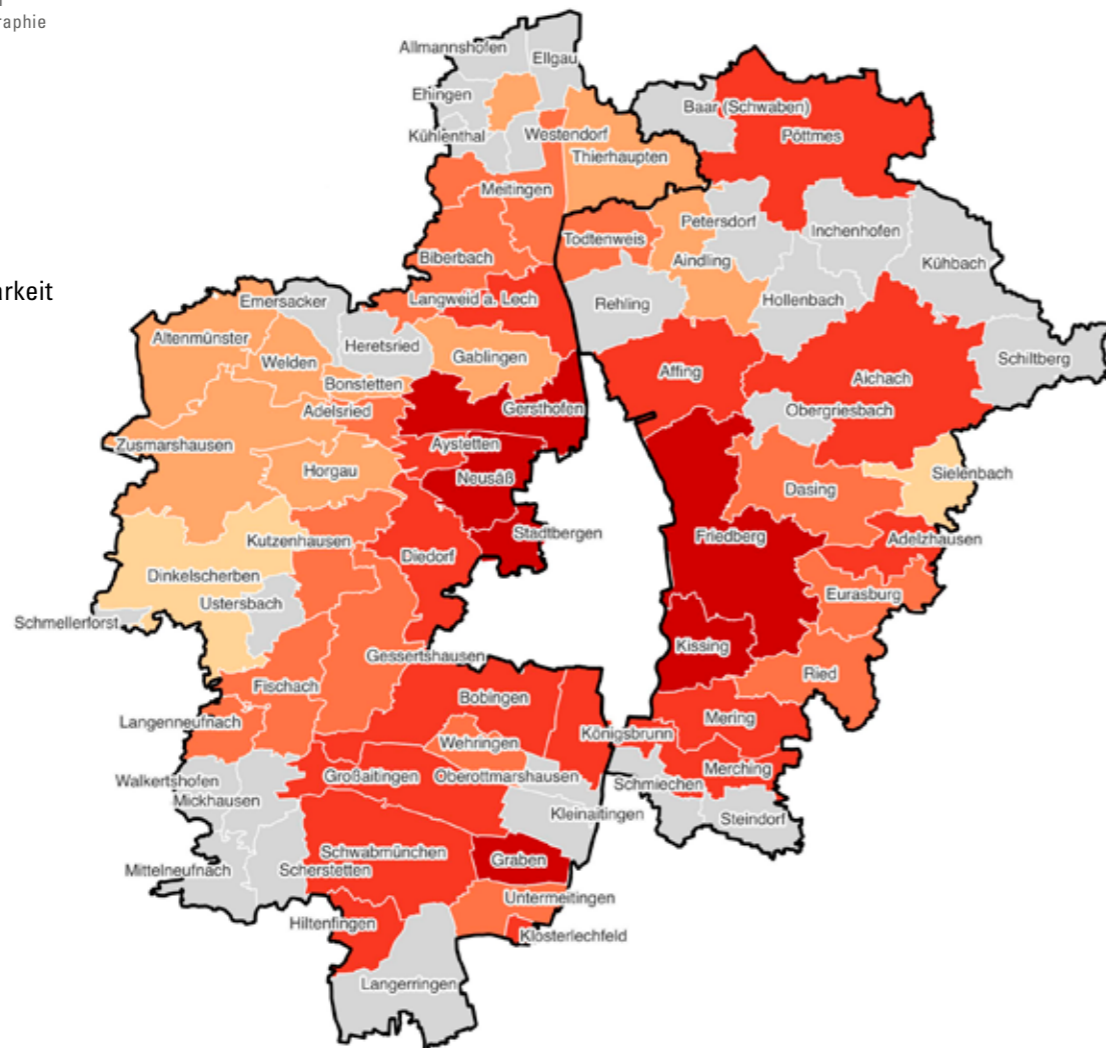 raphie
arkeit
Allmannshofen
Ellgau
Ehingen
Baar (Schwaben)
Kühlenthal
Westendorf
Pöttmes
Thierhaupten
Meitingen
Petersdorf
Inchenhofen
Todtenweis
Biberbach
Aindling
Kühbach
Emersacker
Langweid a. Lech
Rehling
Hollenbach
Altenmünster
Heretsried
Welden
Gablingen
Schiltberg
Affing
Aichach
Bonstetten
Adelsried
Gersthofen
Obergriesbach
Zusmarshausen
Aystetten
Horgau
Neusäß
Sielenbach
Dasing
Stadtbergen
Friedberg
Kutzenhausen
Diedorf
Adelzhausen
Dinkelscherben
Ustersbach
Eurasburg
Schmellerforst
Kissing
Gessertshausen
Ried
Fischach
Bobingen
Langenneufnach
Mering
Königsbrunn
Wehringen
Merching
Großaitingen
Oberottmarshausen
Walkertshofen
Schmiechen
Mickhausen
Kleinaitingen
Steindorf
Schwabmünchen
Graben
Mittelneufnach
Scherstetten
Untermeitingen
Hiltenfingen
Klosterlechfeld
Langerringen